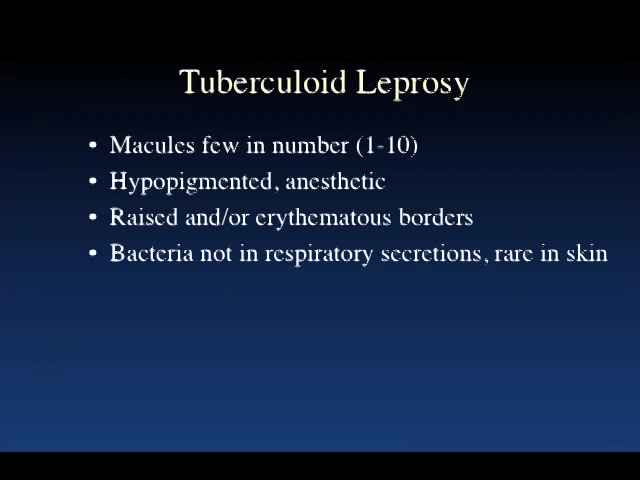 Tuberculoid Leprosy
• Macules few in number (1-10)
• Hypopigmented, anesthetic
• Raised and/or erythematous borders
• Bacteria not in respiratory secretions, rare in skin